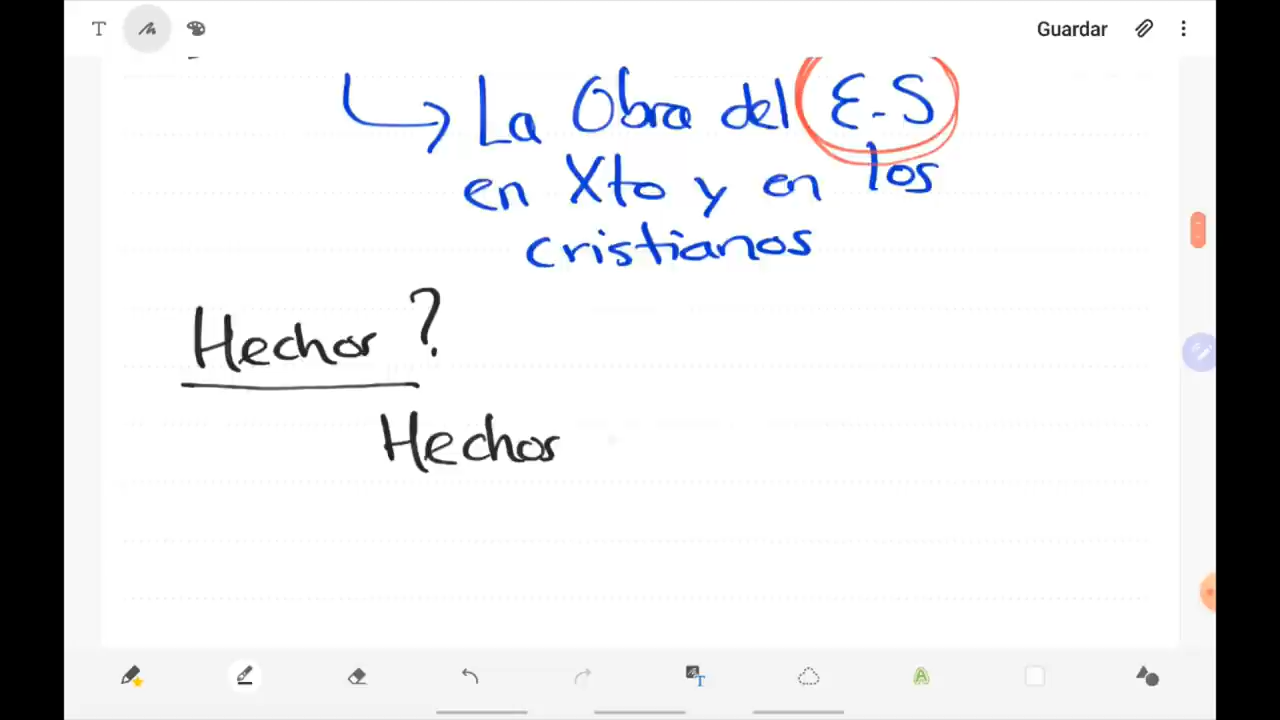 Guardar
La Obra del E.S
en Xto y en los
cristianos
Hechos ?
Hechos